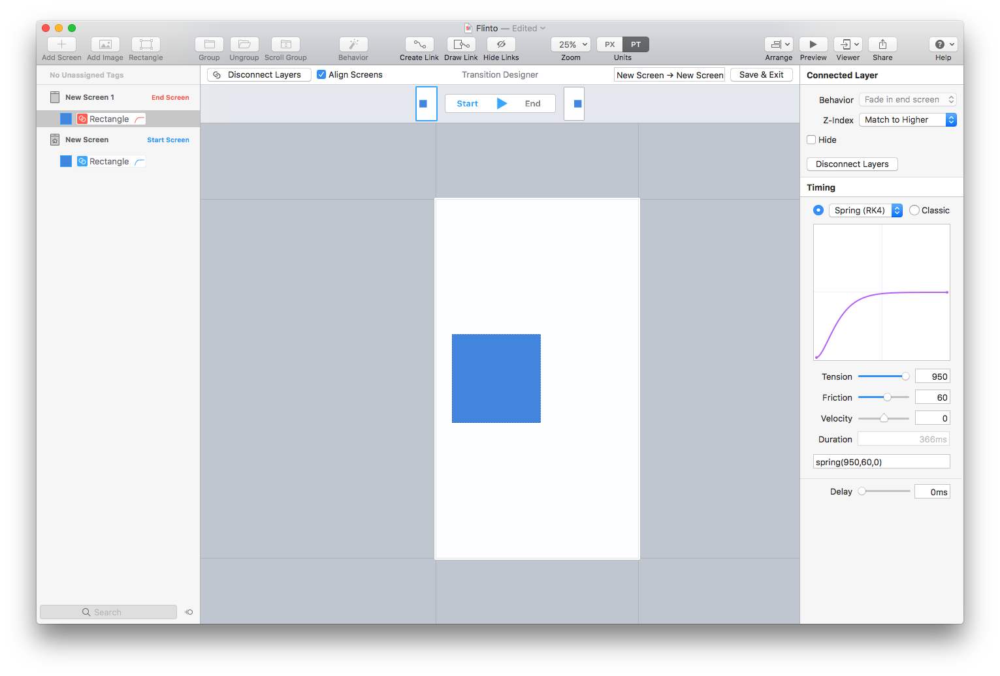 Flinto — Edited
Add Screen Add Image Rectangle Group Ungroup Scroll Group Behavior Create Link Draw Link Hide Links 25% Zoom PX PT Units Arrange Preview Viewer Share ? Help
No Unassigned Tags
Disconnect Layers Align Screens Transition Designer New Screen → New Screen Save & Exit
Connected Layer
New Screen 1 End Screen
Rectangle
New Screen Start Screen
Rectangle
Search
Start End
Behavior Fade in end screen
Z-Index Match to Higher
Hide
Disconnect Layers
Timing
Spring (RK4) Classic
Tension 950
Friction 60
Velocity 0
Duration 366ms
spring(950,60,0)
Delay 0ms